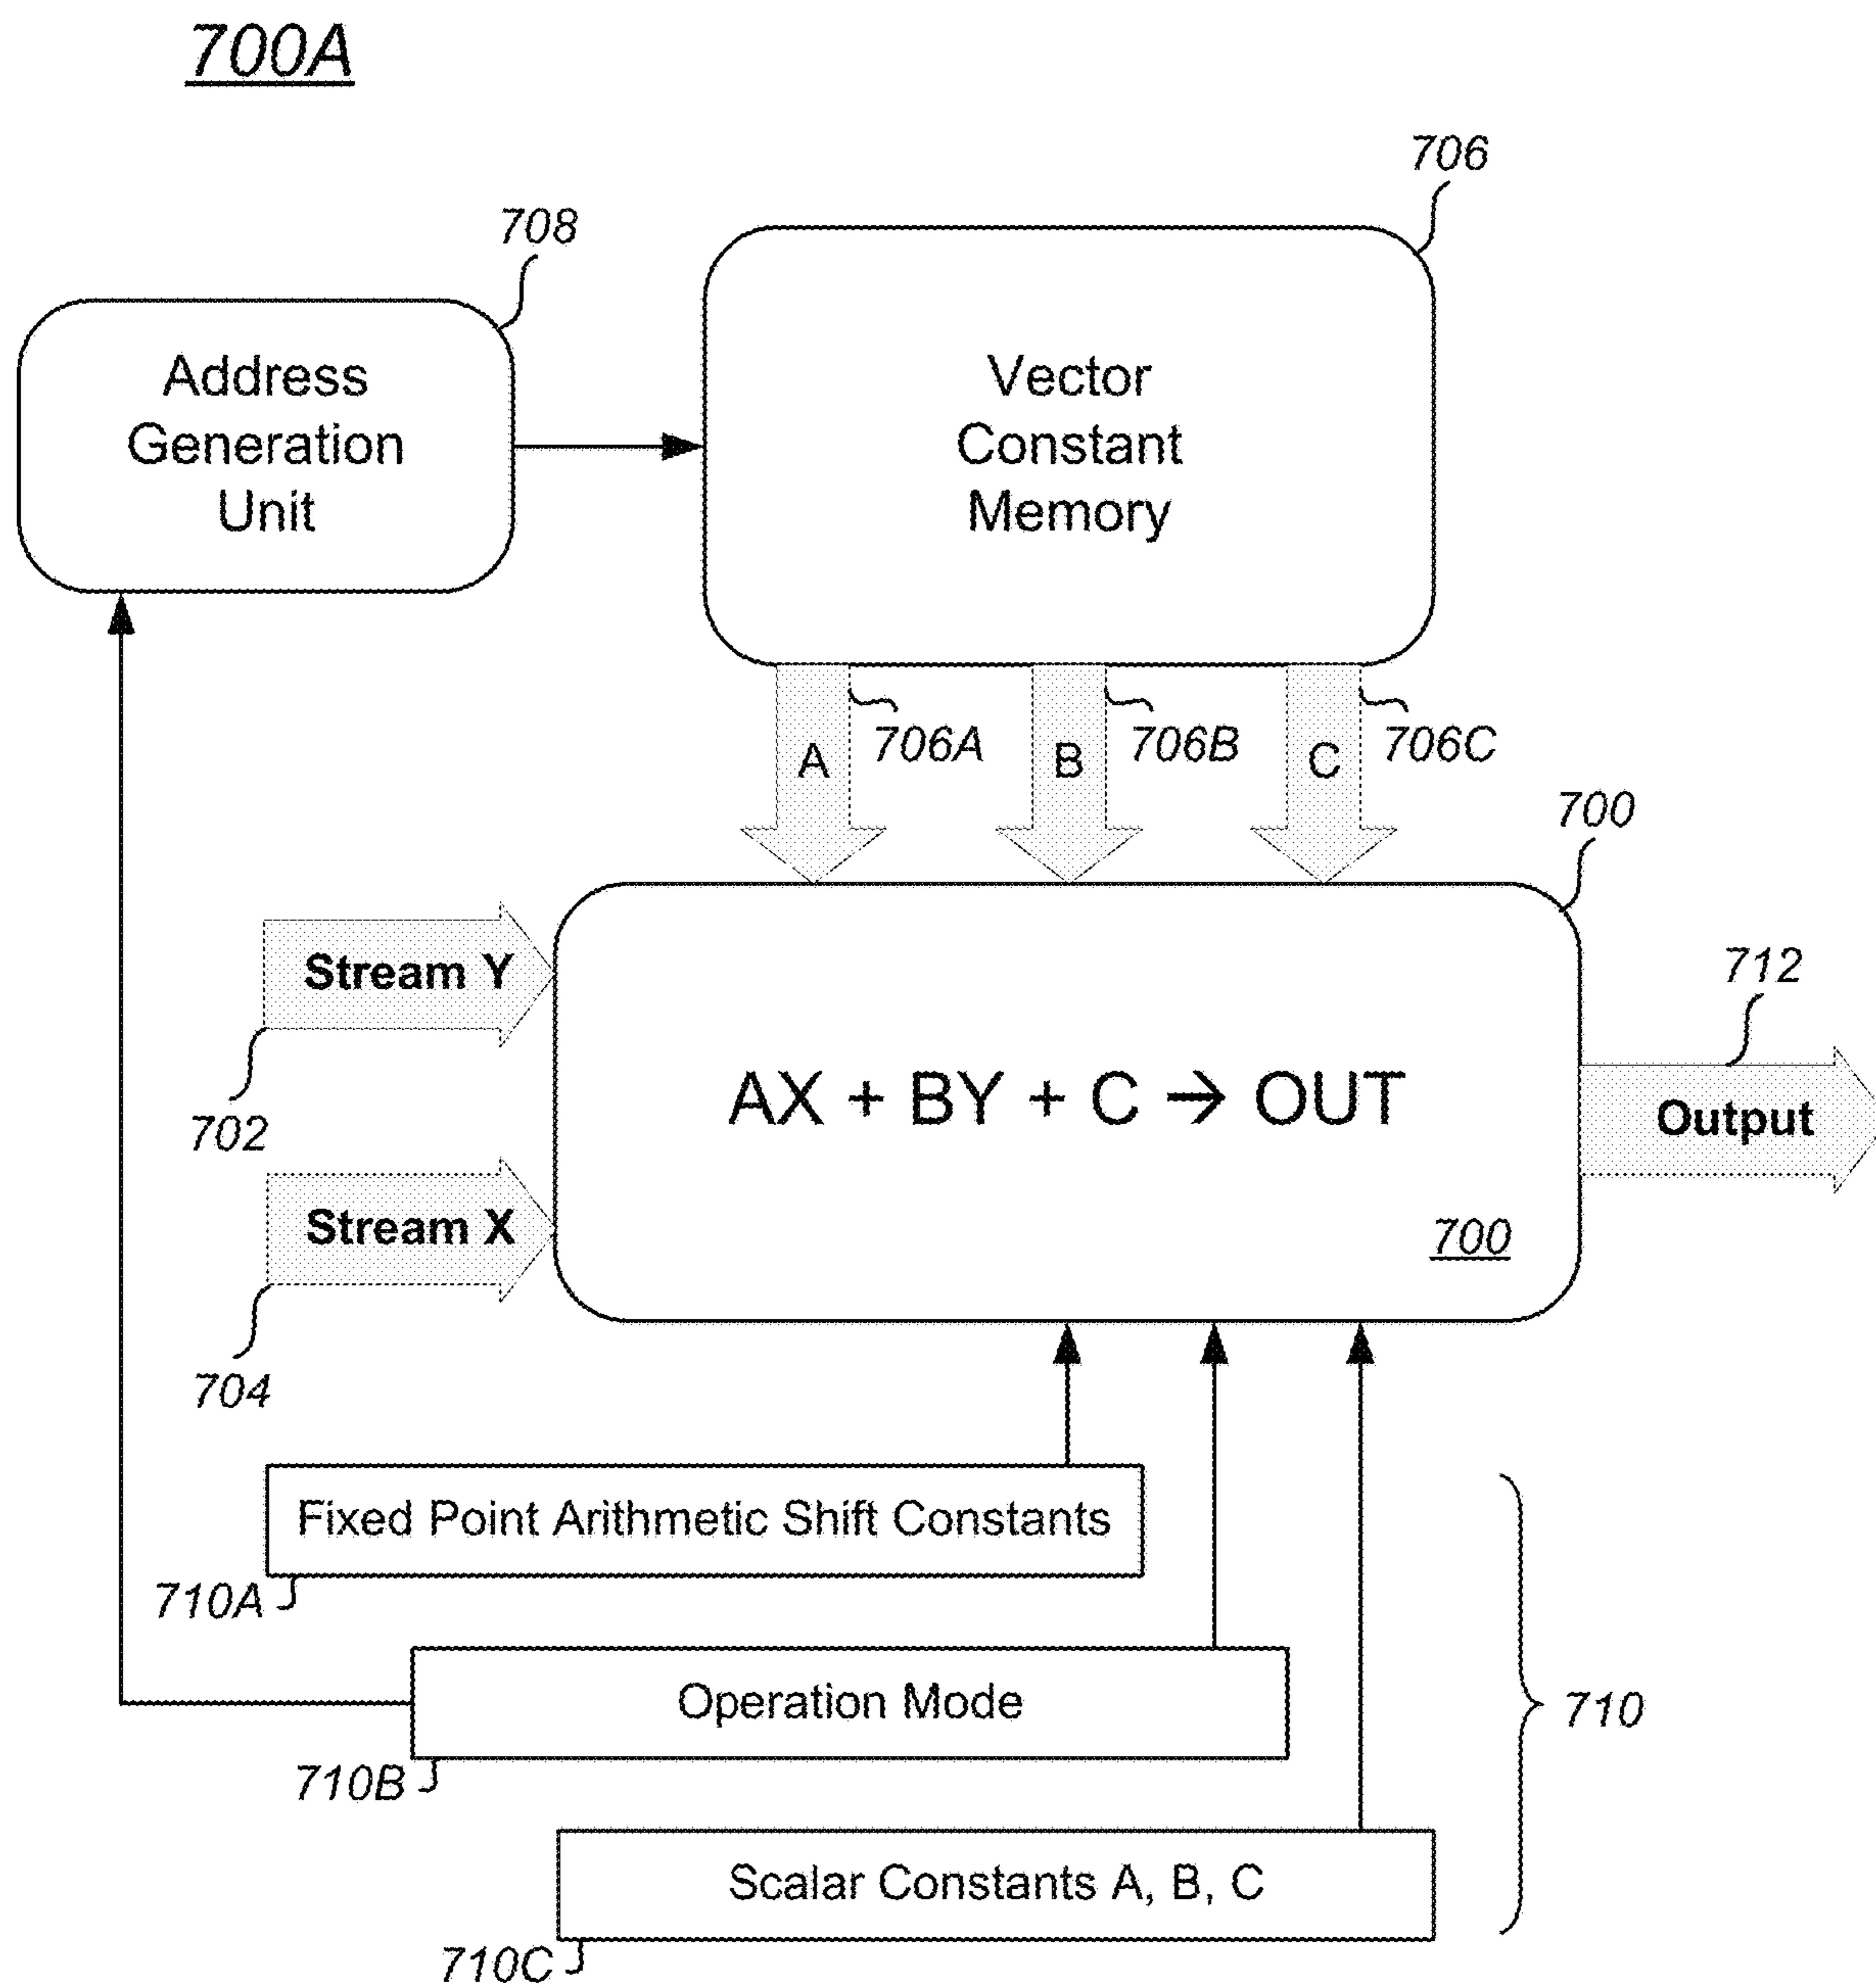 700A
706
708
Address
Generation
Unit
Vector
Constant
Memory
A
706A
B
706B
C
706C
700
Stream Y
702
712
AX + BY + C → OUT
Output
Stream X
700
704
Fixed Point Arithmetic Shift Constants
710A
Operation Mode
710
710B
Scalar Constants A, B, C
710C